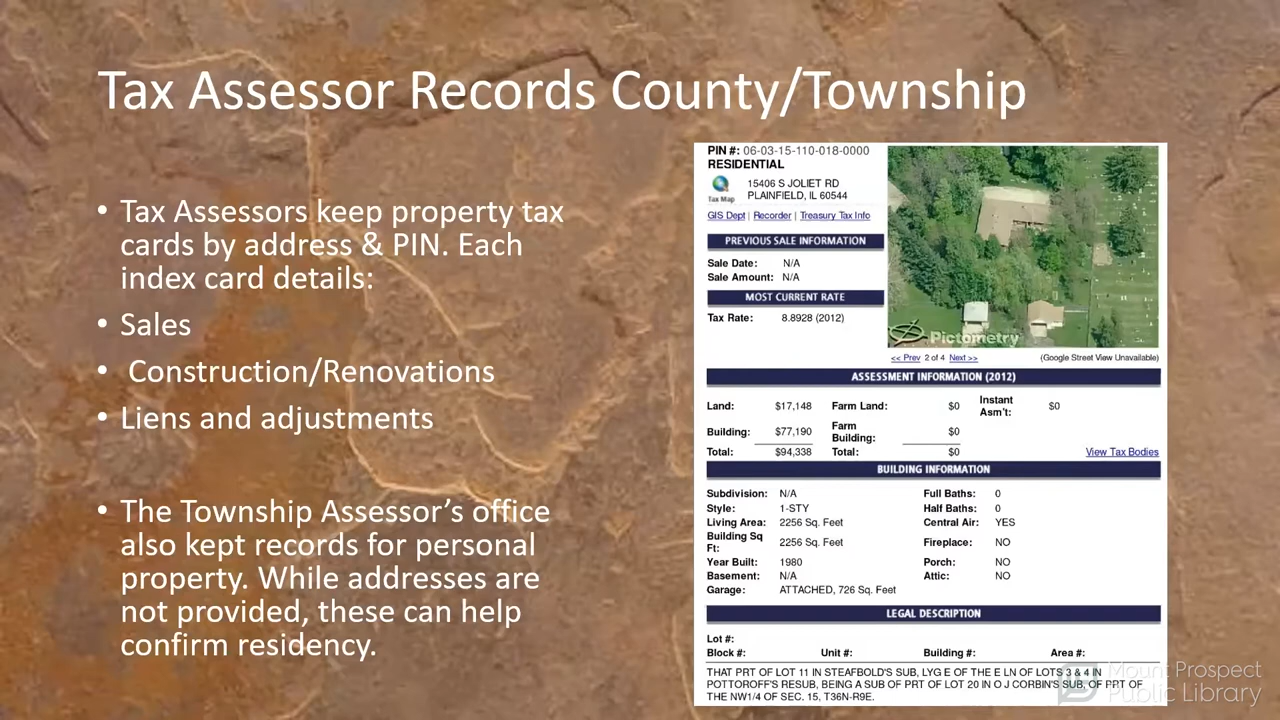 Tax Assessor Records County/Township
• Tax Assessors keep property tax
cards by address & PIN. Each
index card details:
• Sales
• Construction/Renovations
• Liens and adjustments
• The Township Assessor’s office
also kept records for personal
property. While addresses are
not provided, these can help
confirm residency.
PIN #: 06-03-15-110-018-0000
RESIDENTIAL
Tax Map
15406 S JOLIET RD
PLAINFIELD, IL 60544
GIS Dept | Recorder | Treasury Tax Info
PREVIOUS SALE INFORMATION
Sale Date: N/A
Sale Amount: N/A
MOST CURRENT RATE
Tax Rate: 8.8928 (2012)
Pictometry
<< Prev 2 of 4 Next >> (Google Street View Unavailable)
ASSESSMENT INFORMATION (2012)
Land: $17,148 Farm Land: $0 Instant Asm't: $0
Building: $77,190 Farm Building: $0
Total: $94,338 Total: $0 View Tax Bodies
BUILDING INFORMATION
Subdivision: N/A Full Baths: 0
Style: 1-STY Half Baths: 0
Living Area: 2256 Sq. Feet Central Air: YES
Building Sq Ft: 2256 Sq. Feet Fireplace: NO
Year Built: 1980 Porch: NO
Basement: N/A Attic: NO
Garage: ATTACHED, 726 Sq. Feet
LEGAL DESCRIPTION
Lot #:
Block #: Unit #: Building #: Area #:
THAT PRT OF LOT 11 IN STEAFBOLD'S SUB, LYG E OF THE E LN OF LOTS 3 & 4 IN
POTTOROFF'S RESUB, BEING A SUB OF PRT OF LOT 20 IN O J CORBIN'S SUB, OF PRT OF
THE NW1/4 OF SEC. 15, T36N-R9E.
Mount Prospect
Public Library